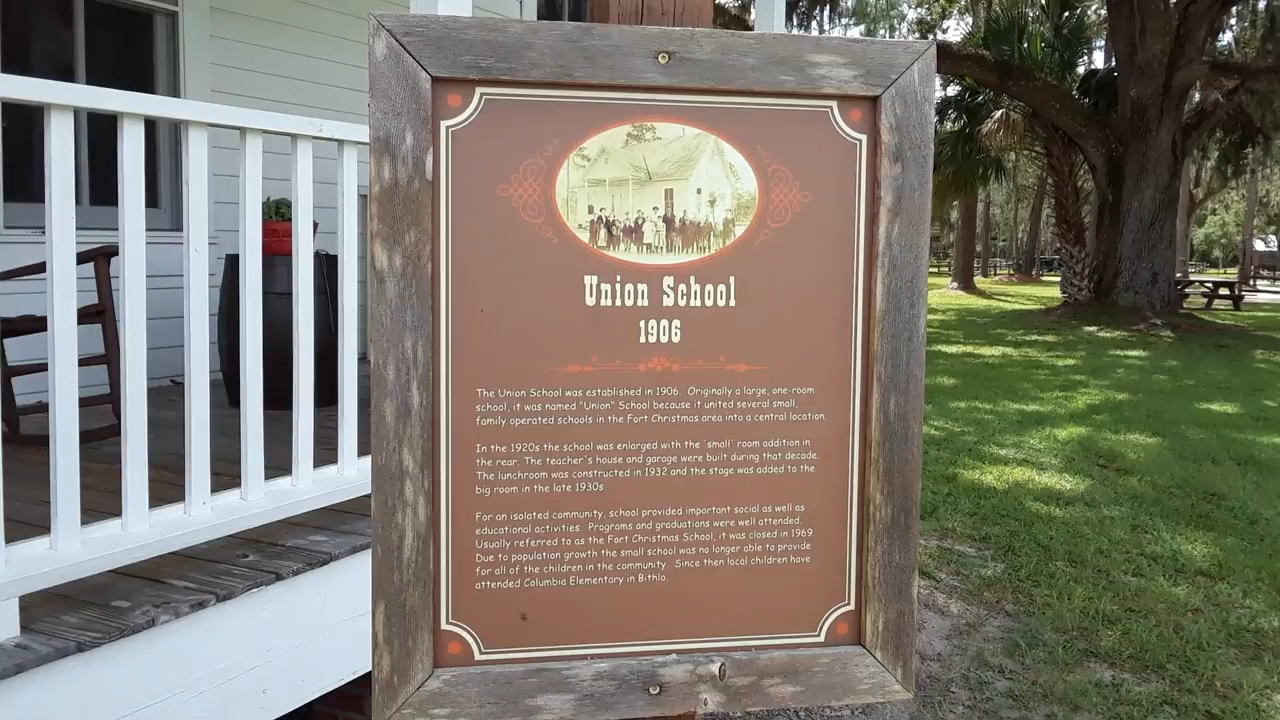 Union School
1906
The Union School was established in 1906. Originally a large, one-room
school, it was named "Union" School because it united several small,
family operated schools in the Fort Christmas area into a central location.
In the 1920s the school was enlarged with the 'small' room addition in
the rear. The teacher's house and garage were built during that decade.
The lunchroom was constructed in 1932 and the stage was added to the
big room in the late 1930s.
For an isolated community, school provided important social as well as
educational activities. Programs and graduations were well attended.
Usually referred to as the Fort Christmas School, it was closed in 1969.
Due to population growth the small school was no longer able to provide
for all of the children in the community. Since then local children have
attended Columbia Elementary in Bithlo.